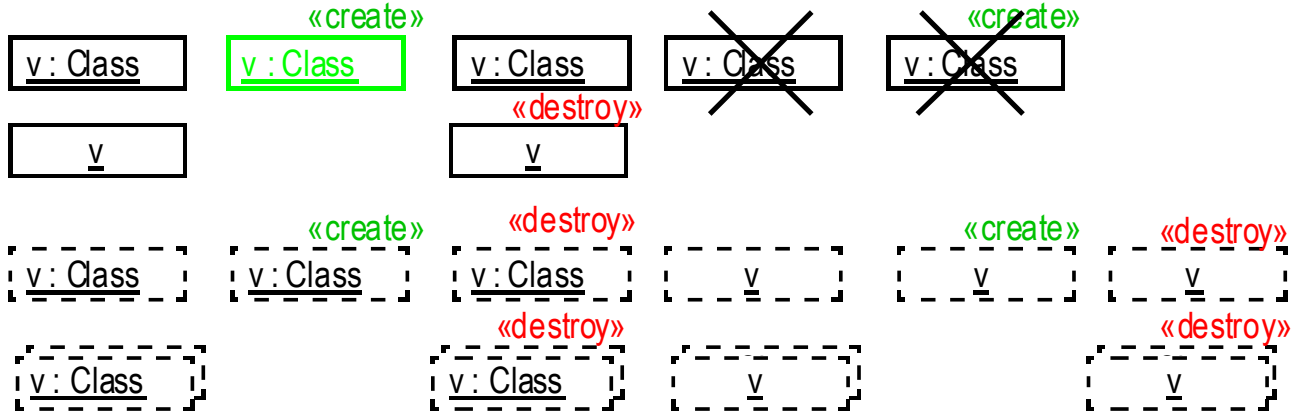 «create» «create»
v : Class v : Class v : Class v : Class v : Class
«destroy»
v v
«create» «destroy» «create» «destroy»
v : Class v : Class v : Class v v v
«destroy» «destroy»
v : Class v : Class v v